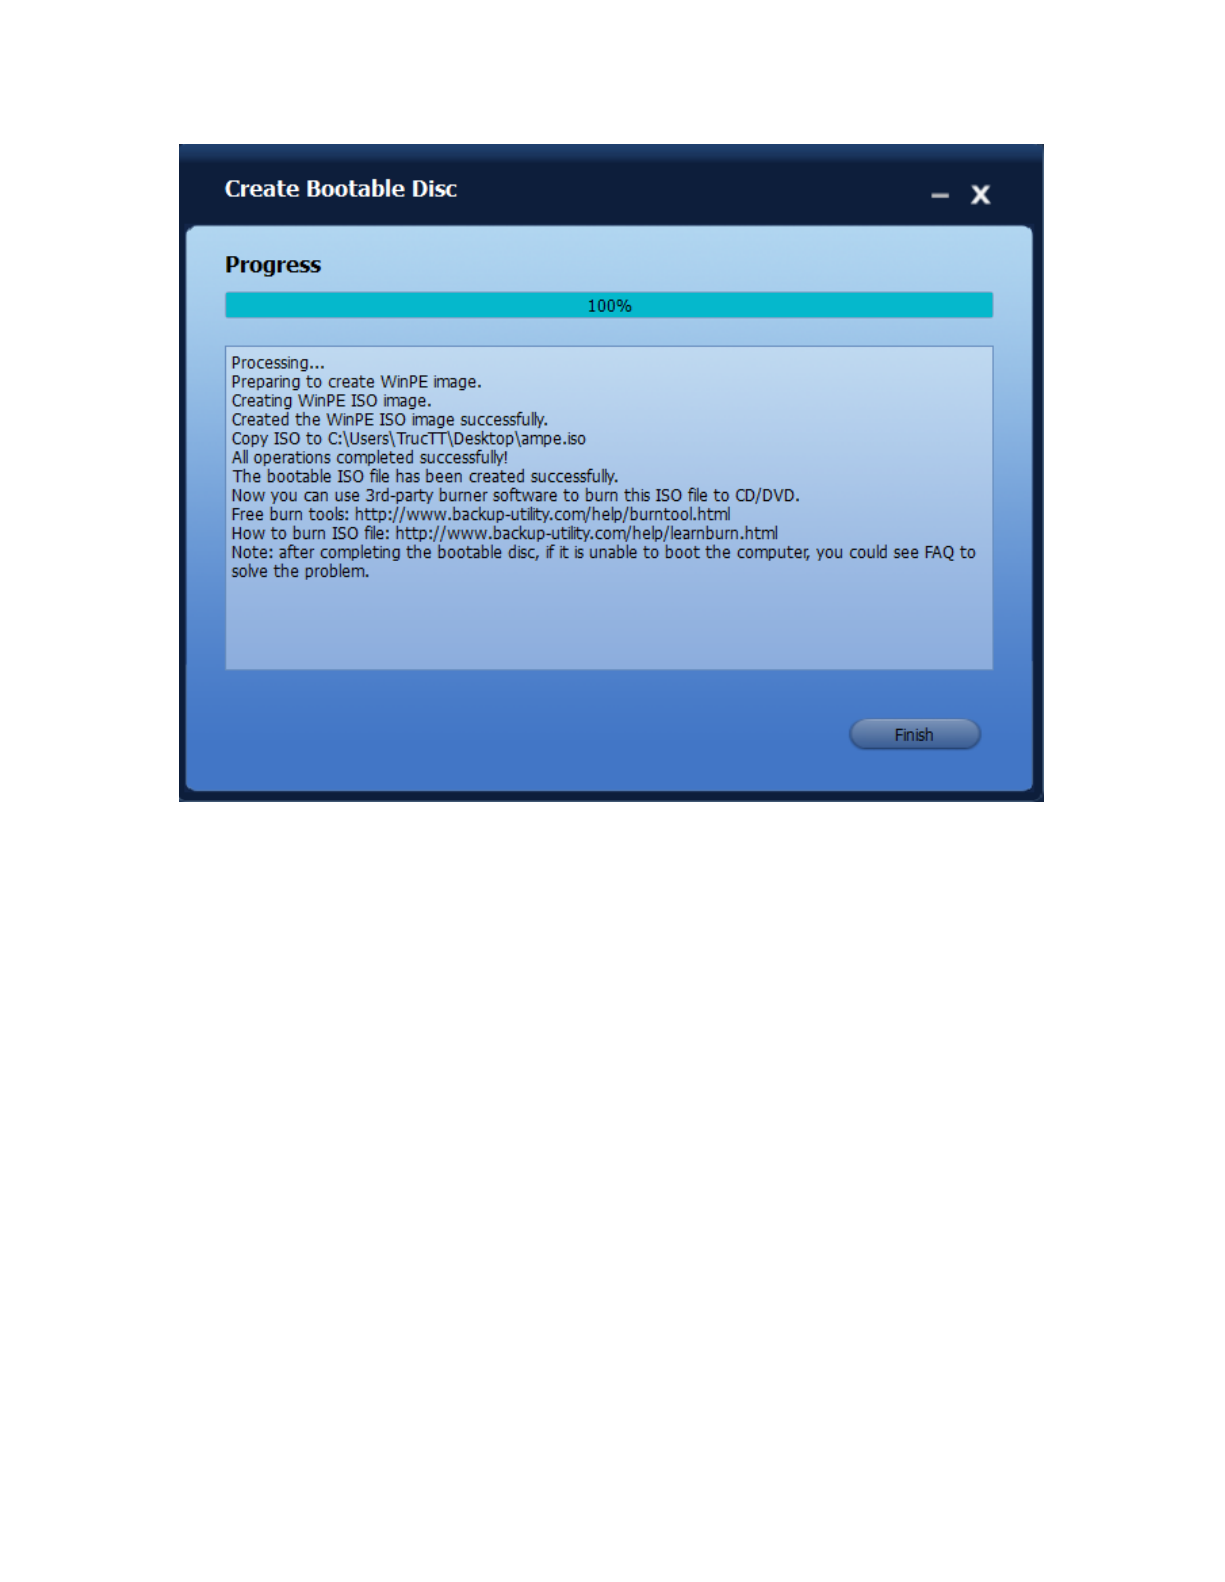 Create Bootable Disc
Progress
100%
Processing...
Preparing to create WinPE image.
Creating WinPE ISO image.
Created the WinPE ISO image successfully.
Copy ISO to C:\Users\TrucTT\Desktop\ampe.iso
All operations completed successfully!
The bootable ISO file has been created successfully.
Now you can use 3rd-party burner software to burn this ISO file to CD/DVD.
Free burn tools: http://www.backup-utility.com/help/burntool.html
How to burn ISO file: http://www.backup-utility.com/help/learnburn.html
Note: after completing the bootable disc, if it is unable to boot the computer, you could see FAQ to
solve the problem.
Finish